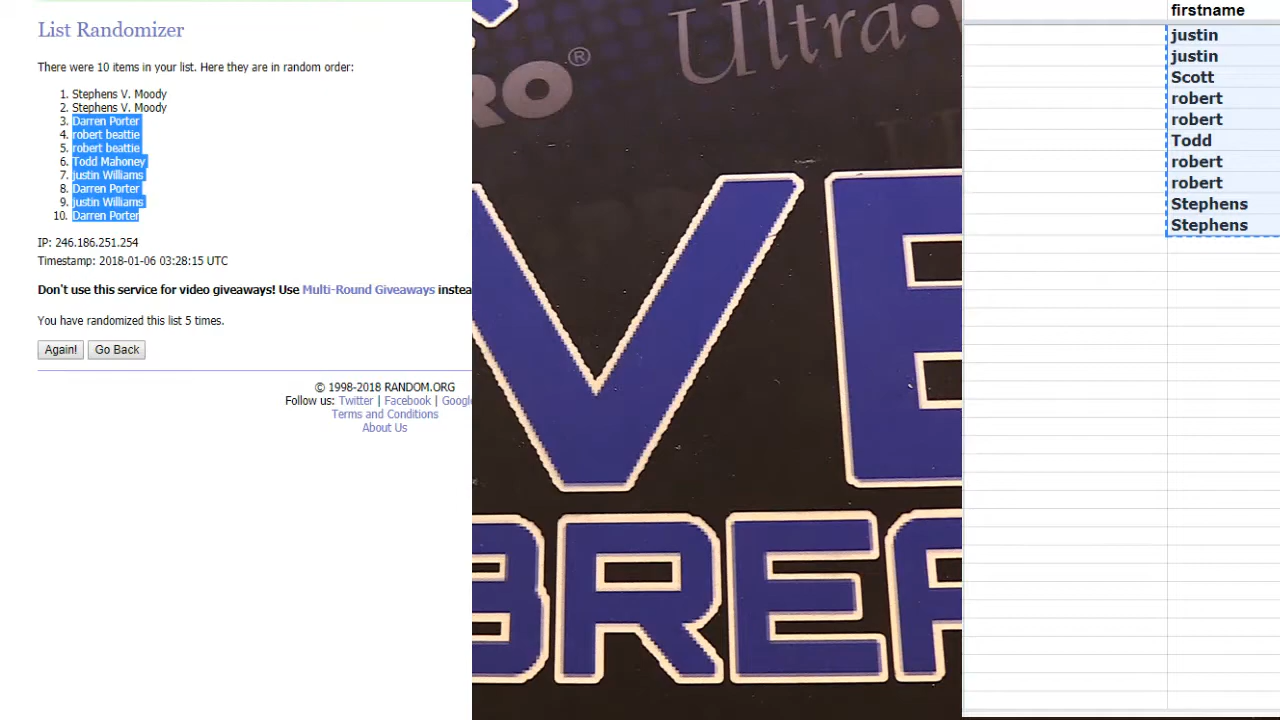 List Randomizer
There were 10 items in your list. Here they are in random order:
1. Stephens V. Moody
2. Stephens V. Moody
3. Darren Porter
4. robert beattie
5. robert beattie
6. Todd Mahoney
7. justin Williams
8. Darren Porter
9. justin Williams
10. Darren Porter
IP: 246.186.251.254
Timestamp: 2018-01-06 03:28:15 UTC
Don't use this service for video giveaways! Use Multi-Round Giveaways instea
You have randomized this list 5 times.
Again! Go Back
© 1998-2018 RANDOM.ORG
Follow us: Twitter | Facebook | Google
Terms and Conditions
About Us
Ultra•
RO®
VE
BREA
firstname
justin
justin
Scott
robert
robert
Todd
robert
robert
Stephens
Stephens